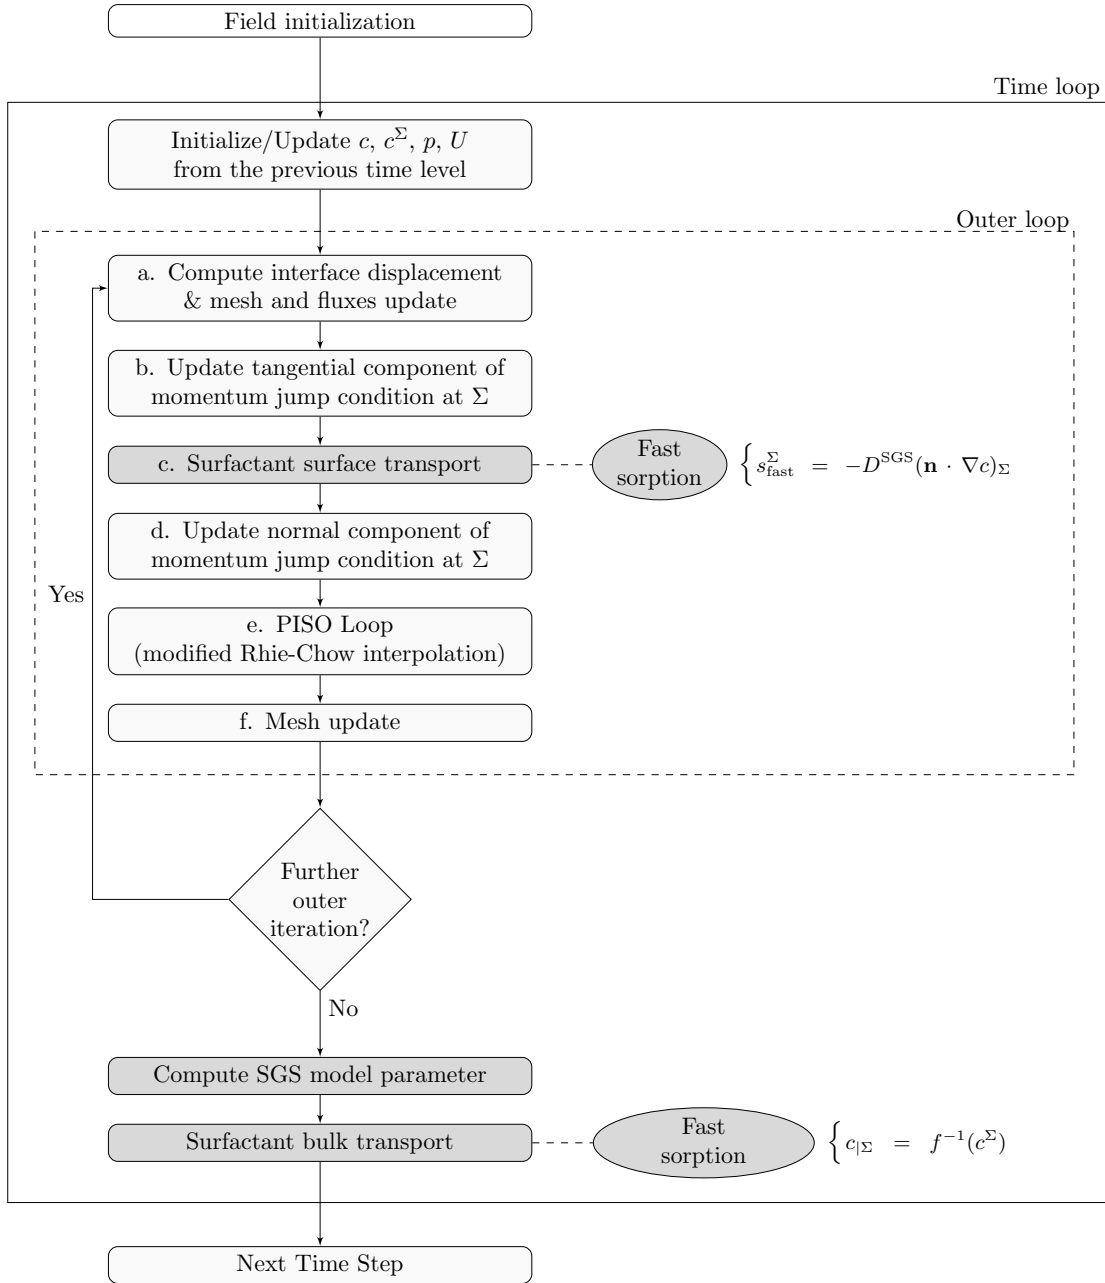 Field initialization
Time loop
Initialize/Update c, c^Σ, p, U
from the previous time level
Outer loop
a. Compute interface displacement
& mesh and fluxes update
b. Update tangential component of
momentum jump condition at Σ
c. Surfactant surface transport
Fast
sorption
{ s^Σ_fast = −D^SGS(n · ∇c)_Σ
d. Update normal component of
momentum jump condition at Σ
Yes
e. PISO Loop
(modified Rhie-Chow interpolation)
f. Mesh update
Further
outer
iteration?
No
Compute SGS model parameter
Surfactant bulk transport
Fast
sorption
{ c_|Σ = f^−1(c^Σ)
Next Time Step